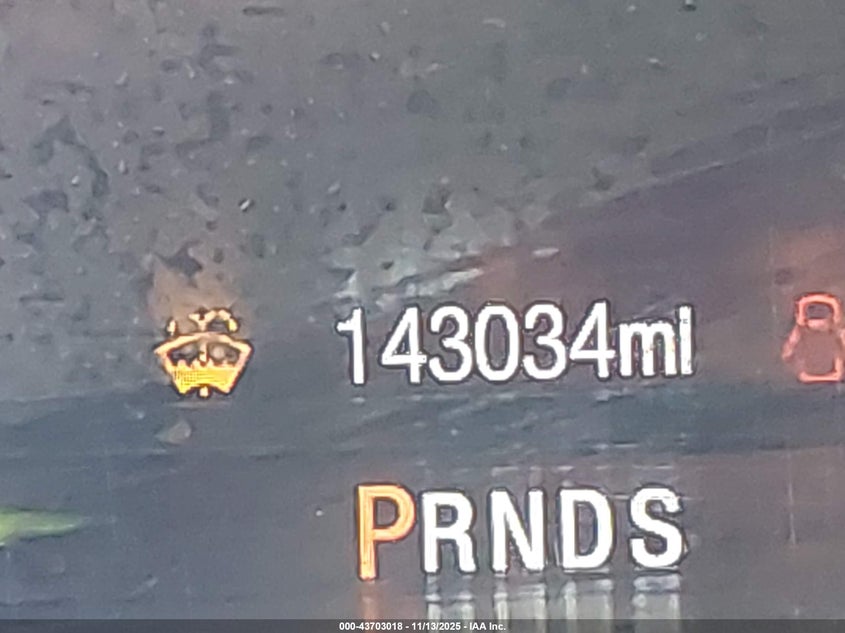 143034mi
PRNDS
000-43703018 - 11/13/2025 - IAA Inc.